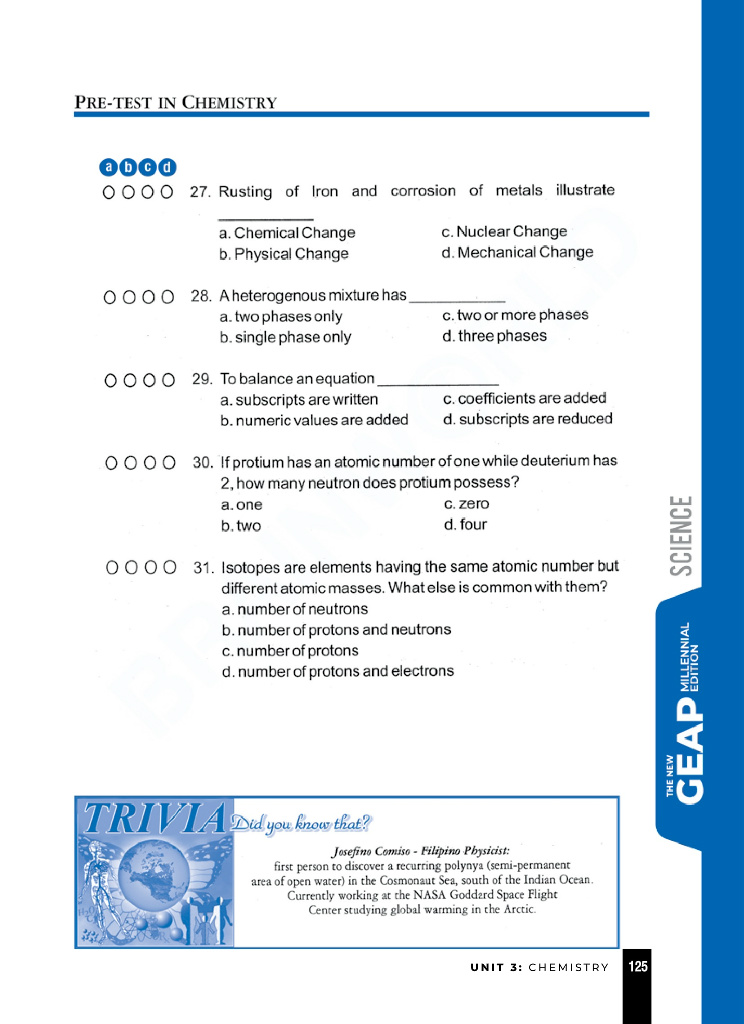 PRE-TEST IN CHEMISTRY
a b c d
27. Rusting of Iron and corrosion of metals illustrate
____________
a. Chemical Change c. Nuclear Change
b. Physical Change d. Mechanical Change
28. A heterogenous mixture has ____________
a. two phases only c. two or more phases
b. single phase only d. three phases
29. To balance an equation _______________
a. subscripts are written c. coefficients are added
b. numeric values are added d. subscripts are reduced
30. If protium has an atomic number of one while deuterium has
2, how many neutron does protium possess?
a. one c. zero
b. two d. four
31. Isotopes are elements having the same atomic number but
different atomic masses. What else is common with them?
a. number of neutrons
b. number of protons and neutrons
c. number of protons
d. number of protons and electrons
SCIENCE
THE NEW
GEAP
MILLENNIAL
EDITION
TRIVIA Did you know that?
Josefino Comiso - Filipino Physicist:
first person to discover a recurring polynya (semi-permanent
area of open water) in the Cosmonaut Sea, south of the Indian Ocean.
Currently working at the NASA Goddard Space Flight
Center studying global warming in the Arctic.
UNIT 3: CHEMISTRY 125